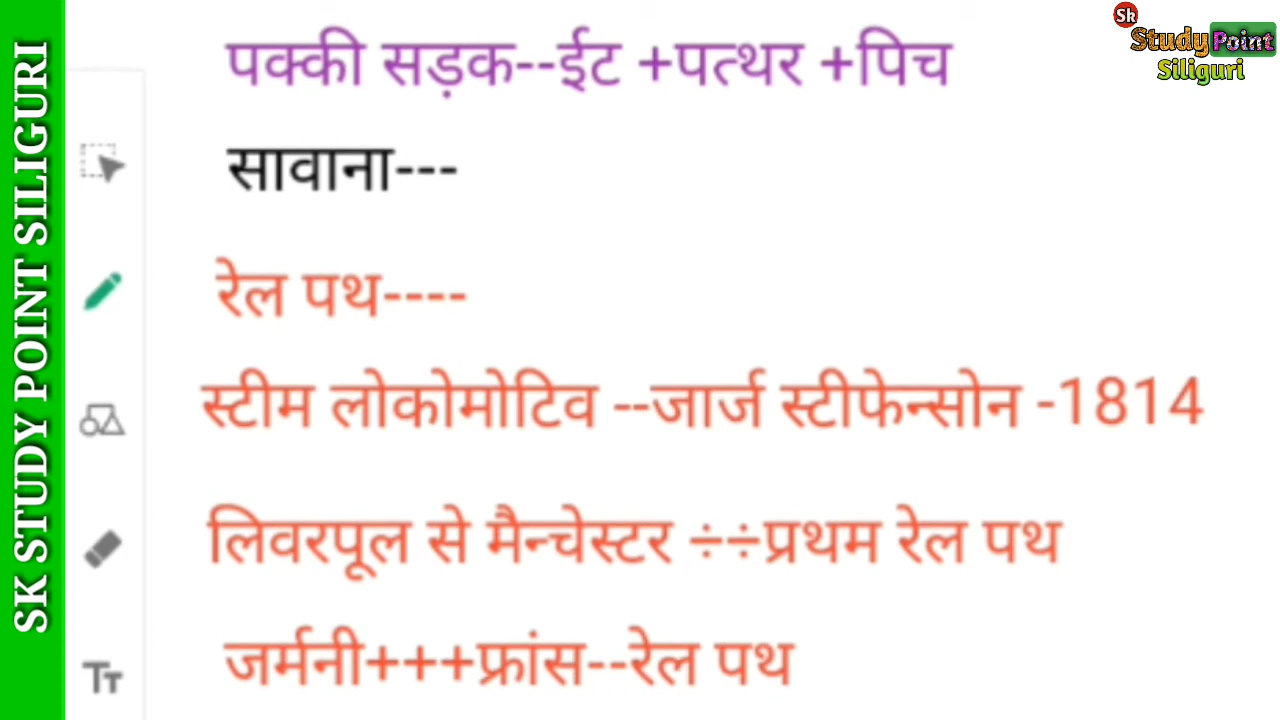 SK STUDY POINT SILIGURI
Sk
Study Point
Siliguri
पक्की सड़क--ईट +पत्थर +पिच
सावाना---
रेल पथ----
स्टीम लोकोमोटिव --जार्ज स्टीफेन्सोन -1814
लिवरपूल से मैन्चेस्टर ÷÷प्रथम रेल पथ
जर्मनी+++फ्रांस--रेल पथ
TT